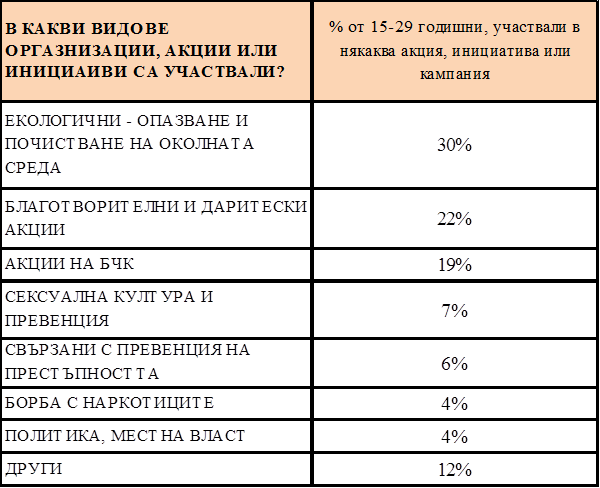 В КАКВИ ВИДОВЕ
ОРГАЗНИЗАЦИИ, АКЦИИ ИЛИ
ИНИЦИАИВИ СА УЧАСТВАЛИ?
% от 15-29 годишни, участвали в
някаква акция, инициатива или
кампания
ЕКОЛОГИЧНИ - ОПАЗВАНЕ И
ПОЧИСТВАНЕ НА ОКОЛНАТА
СРЕДА
30%
БЛАГОТВОРИТЕЛНИ И ДАРИТЕСКИ
АКЦИИ
22%
АКЦИИ НА БЧК
19%
СЕКСУАЛНА КУЛТУРА И
ПРЕВЕНЦИЯ
7%
СВЪРЗАНИ С ПРЕВЕНЦИЯ НА
ПРЕСТЪПНОСТТА
6%
БОРБА С НАРКОТИЦИТЕ
4%
ПОЛИТИКА, МЕСТНА ВЛАСТ
4%
ДРУГИ
12%